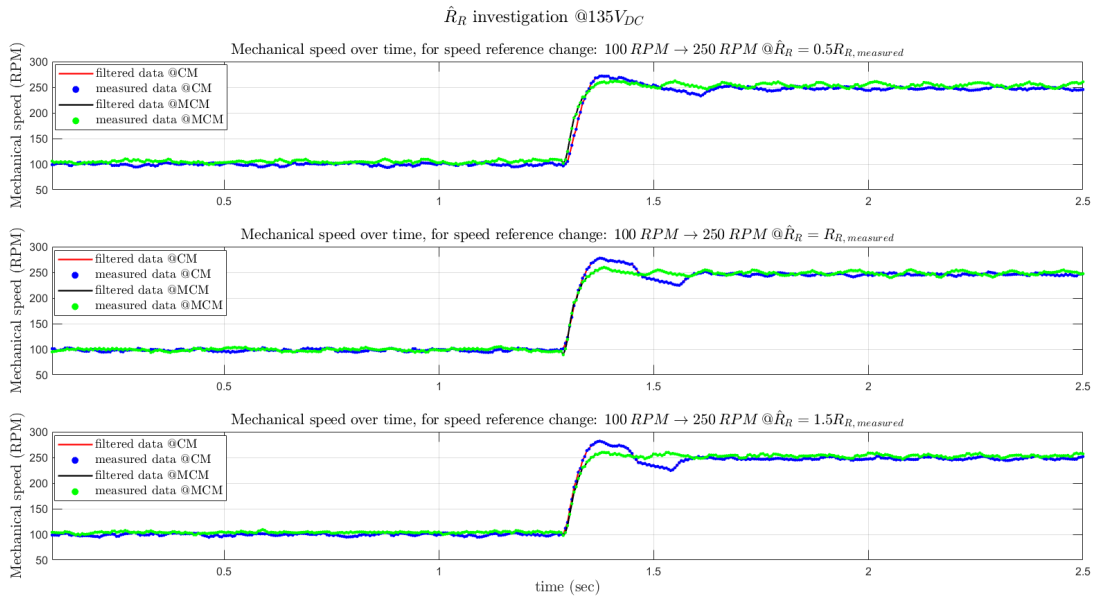 R̂_R investigation @135V_DC
Mechanical speed over time, for speed reference change: 100 RPM → 250 RPM @R̂_R = 0.5R_R,measured
Mechanical speed (RPM)
300
250
200
150
100
50
filtered data @CM
measured data @CM
filtered data @MCM
measured data @MCM
0.5
1
1.5
2
2.5
Mechanical speed over time, for speed reference change: 100 RPM → 250 RPM @R̂_R = R_R,measured
Mechanical speed (RPM)
300
250
200
150
100
50
filtered data @CM
measured data @CM
filtered data @MCM
measured data @MCM
0.5
1
1.5
2
2.5
Mechanical speed over time, for speed reference change: 100 RPM → 250 RPM @R̂_R = 1.5R_R,measured
Mechanical speed (RPM)
300
250
200
150
100
50
filtered data @CM
measured data @CM
filtered data @MCM
measured data @MCM
0.5
1
1.5
2
2.5
time (sec)